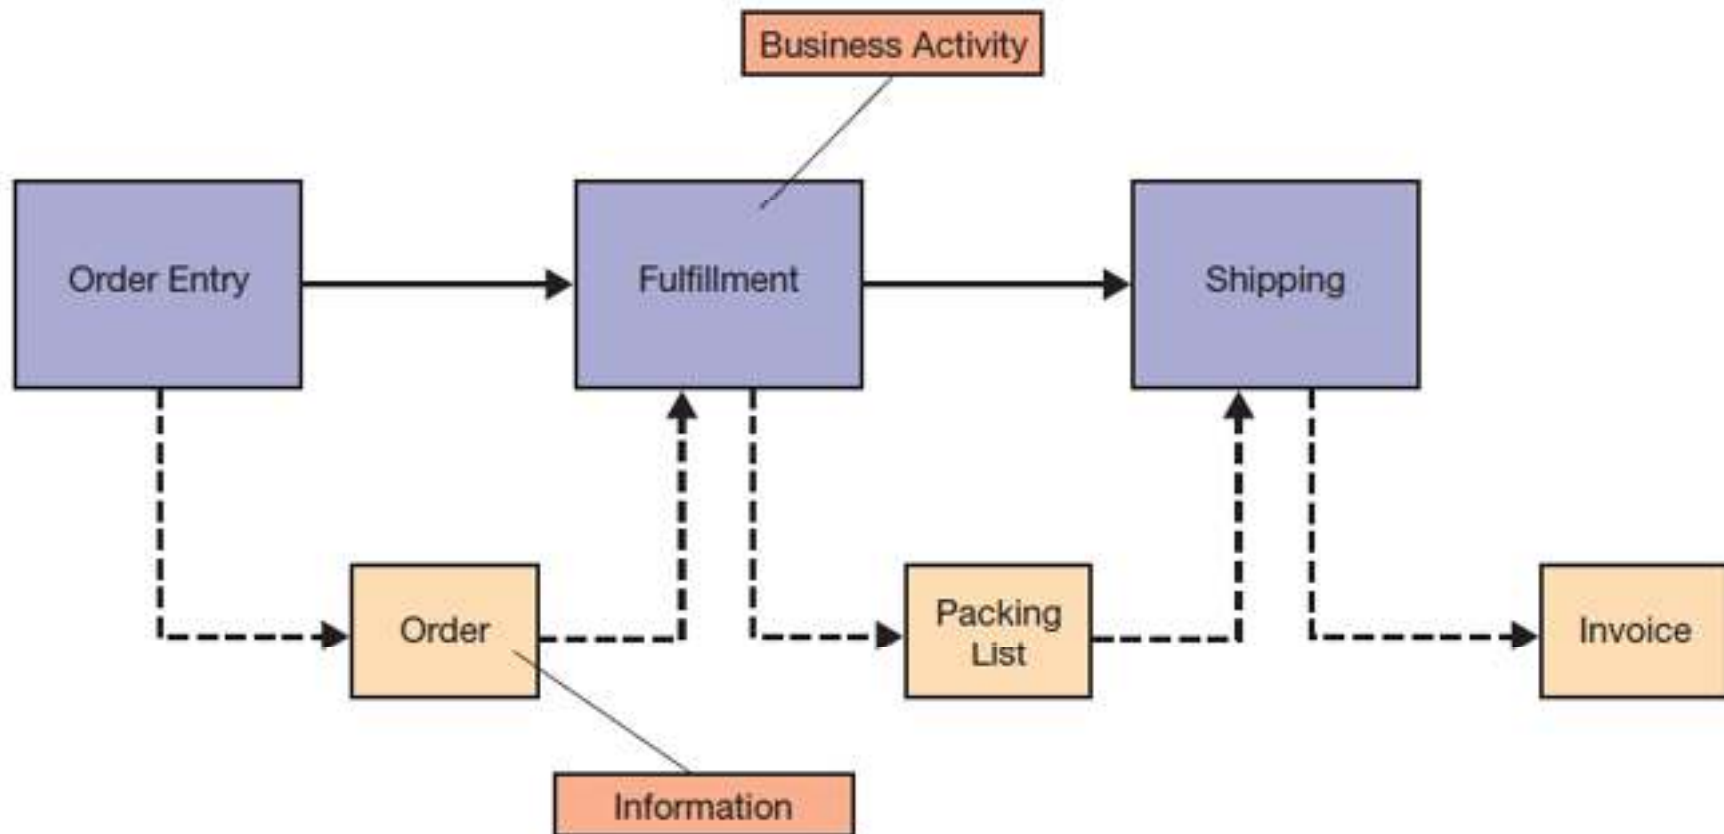 Business Activity
Order Entry
Fulfillment
Shipping
Order
Packing
List
Invoice
Information